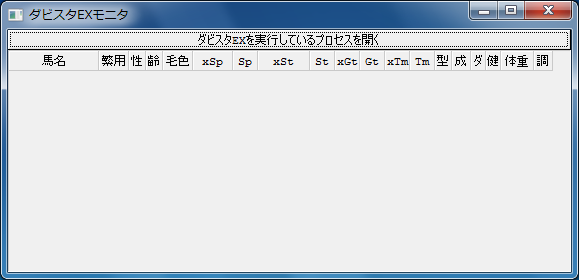 ダビスタEXモニタ
ダビスタEXを実行しているプロセスを開く
馬名 繁用 性 齢 毛色 xSp Sp xSt St xGt Gt xTm Tm 型 成 ダ 健 体重 調